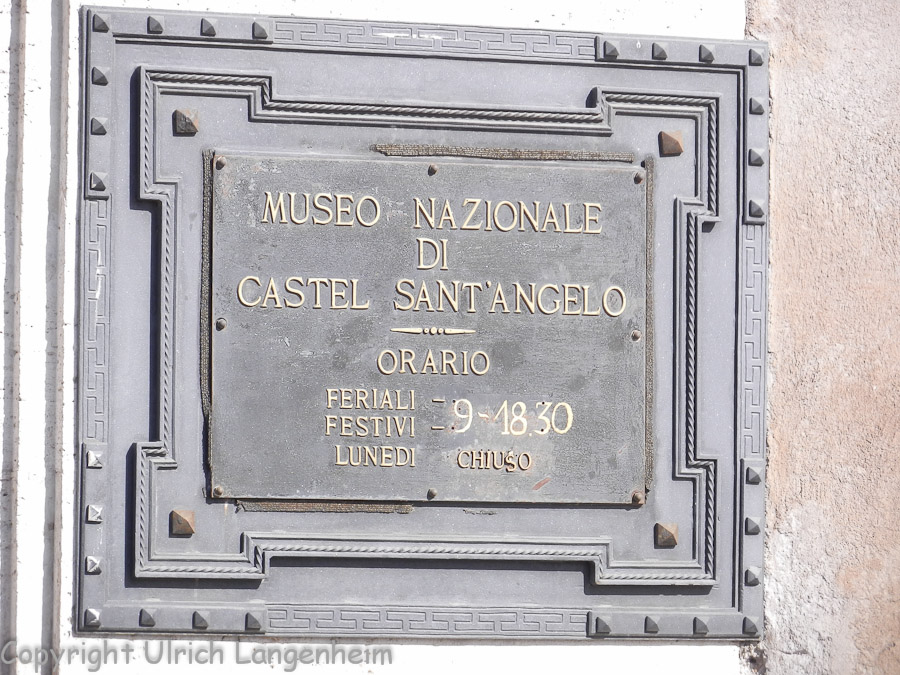 MUSEO NAZIONALE
DI
CASTEL SANT'ANGELO
ORARIO
FERIALI -
FESTIVI - 9-18.30
LUNEDI CHIUSO
Copyright Ulrich Langenheim